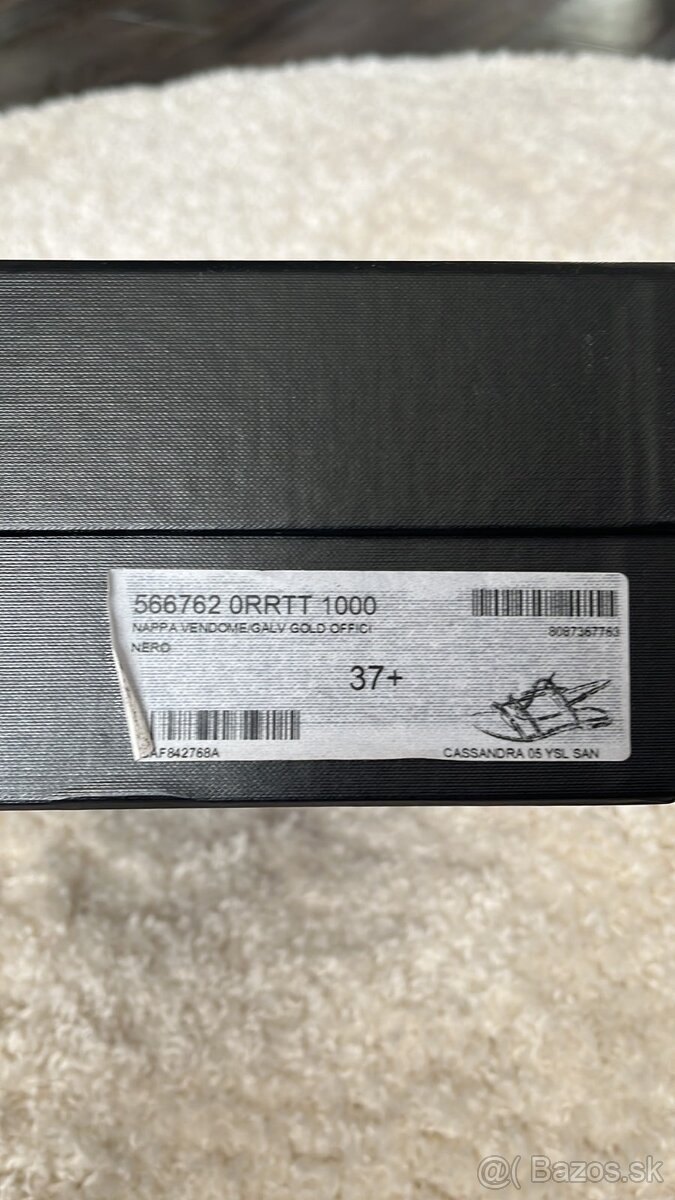 566762 0RRTT 1000
NAPPA VENDOME/GALV GOLD OFFICI
8087367763
NERO
37+
AF842768A
CASSANDRA 05 YSL SAN
@( Bazos.sk